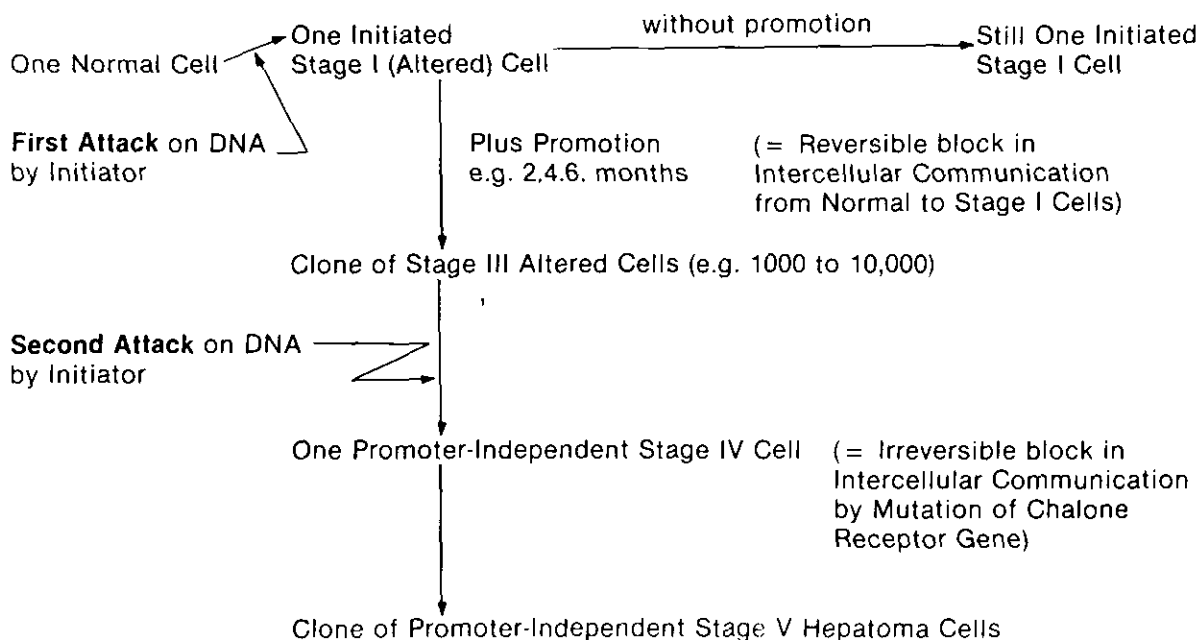 without promotion
One Initiated
Stage I (Altered) Cell
Still One Initiated
Stage I Cell
One Normal Cell
First Attack on DNA
by Initiator
Plus Promotion
e.g. 2,4.6. months
(= Reversible block in
Intercellular Communication
from Normal to Stage I Cells)
Clone of Stage III Altered Cells (e.g. 1000 to 10,000)
Second Attack on DNA
by Initiator
One Promoter-Independent Stage IV Cell
(= Irreversible block in
Intercellular Communication
by Mutation of Chalone
Receptor Gene)
Clone of Promoter-Independent Stage V Hepatoma Cells